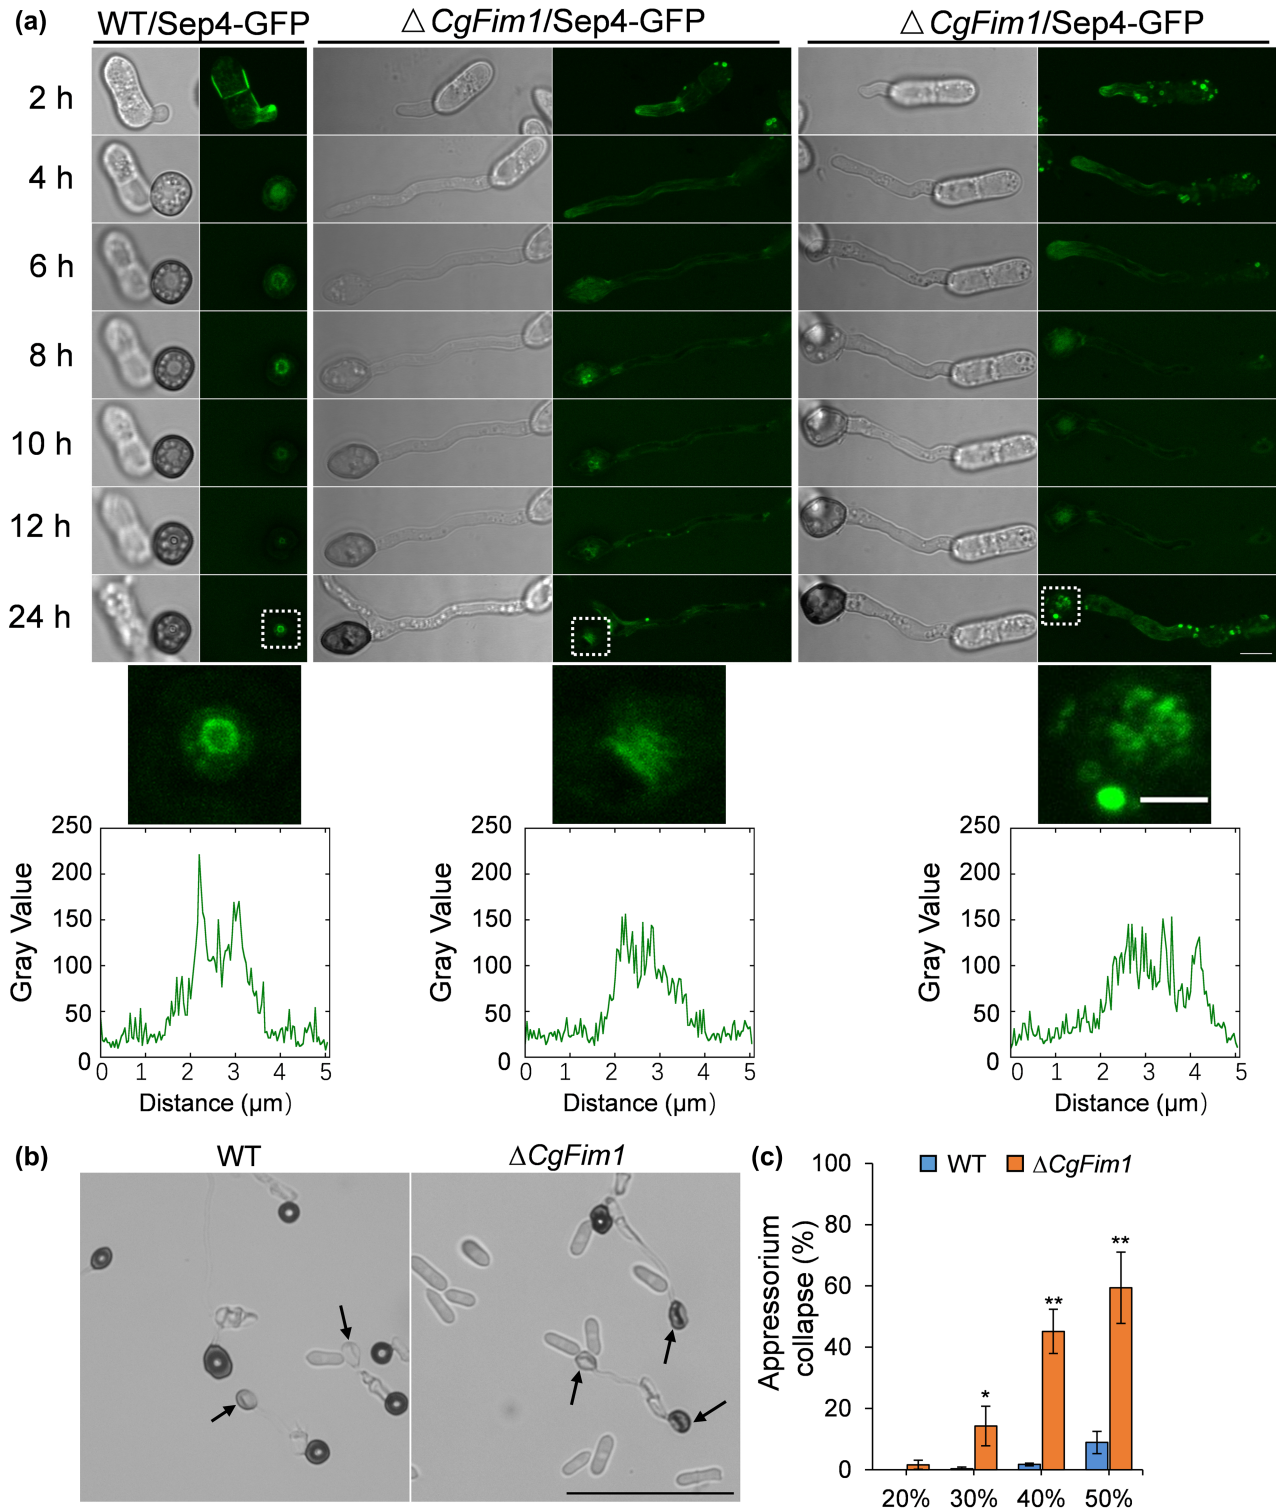 (a) WT/Sep4-GFP △CgFim1/Sep4-GFP △CgFim1/Sep4-GFP
2 h
4 h
6 h
8 h
10 h
12 h
24 h
250 250 250
200 200 200
150 150 150
100 100 100
50 50 50
0 0 0
Gray Value Gray Value Gray Value
0 1 2 3 4 5 0 1 2 3 4 5 0 1 2 3 4 5
Distance (μm) Distance (μm) Distance (μm)
(b) WT ΔCgFim1
(c) WT ΔCgFim1
100
80
60
40
20
0
Appressorium
collapse (%)
* ** **
20% 30% 40% 50%